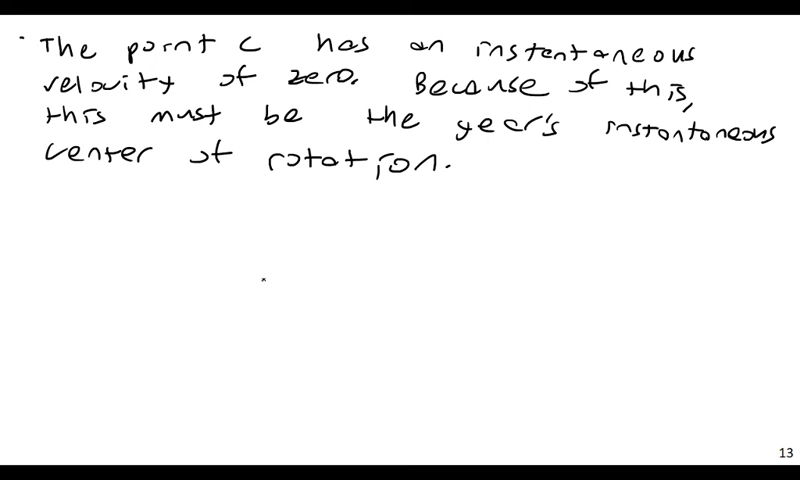 The point C has an instantaneous
velocity of zero. Because of this,
this must be the gear's instantaneous
center of rotation.
13